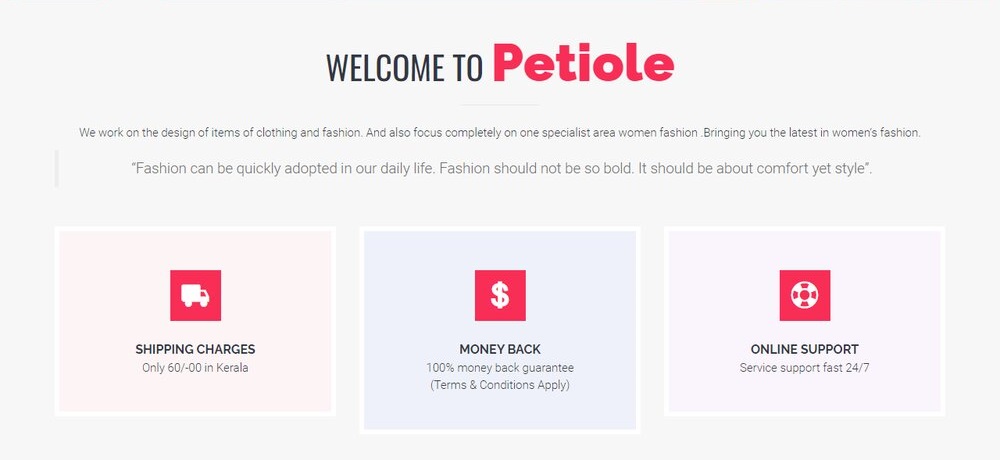 WELCOME TO Petiole
We work on the design of items of clothing and fashion. And also focus completely on one specialist area women fashion .Bringing you the latest in women's fashion.
“Fashion can be quickly adopted in our daily life. Fashion should not be so bold. It should be about comfort yet style”.
SHIPPING CHARGES
Only 60/-00 in Kerala
MONEY BACK
100% money back guarantee
(Terms & Conditions Apply)
ONLINE SUPPORT
Service support fast 24/7